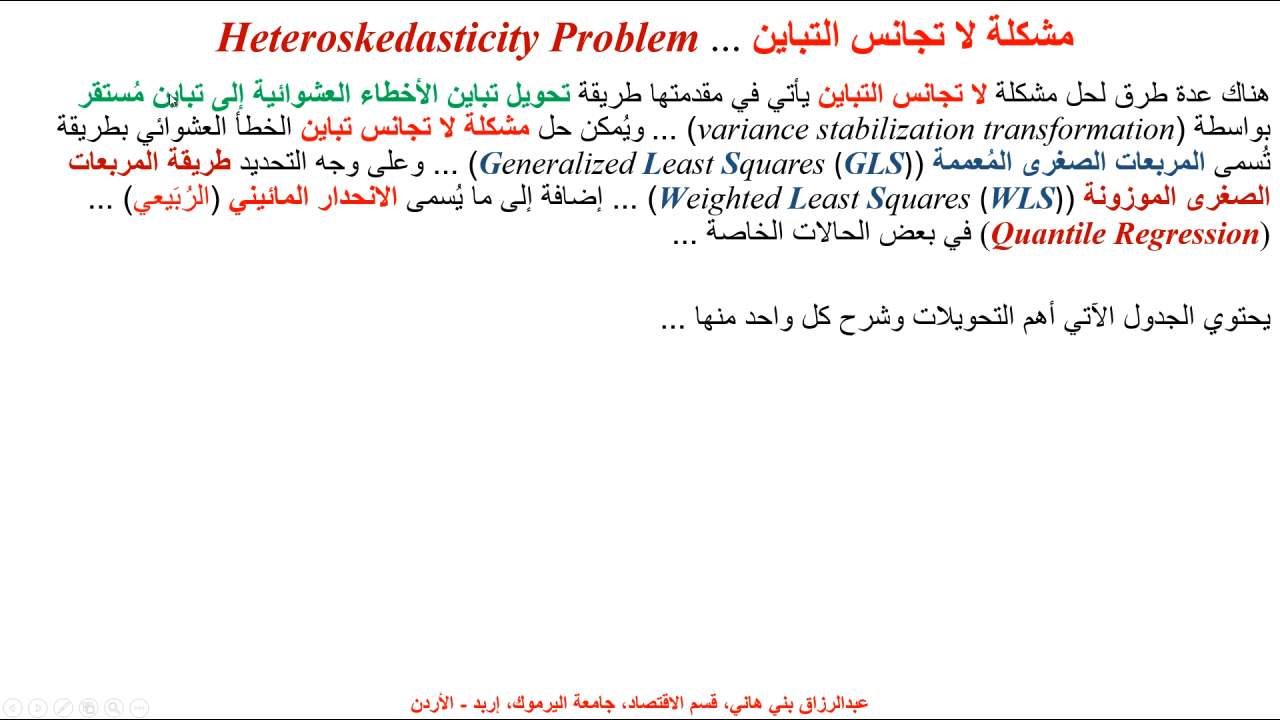 مشكلة لا تجانس التباين ... Heteroskedasticity Problem
هناك عدة طرق لحل مشكلة لا تجانس التباين يأتي في مقدمتها طريقة تحويل تباين الأخطاء العشوائية إلى تباين مُستقر
بواسطة (variance stabilization transformation) ... ويُمكن حل مشكلة لا تجانس تباين الخطأ العشوائي بطريقة
تُسمى المربعات الصغرى المُعممة (Generalized Least Squares (GLS)) ... وعلى وجه التحديد طريقة المربعات
الصغرى الموزونة (Weighted Least Squares (WLS)) ... إضافة إلى ما يُسمى الانحدار المائيني (الرُبَيعي) ...
(Quantile Regression) في بعض الحالات الخاصة ...
يحتوي الجدول الآتي أهم التحويلات وشرح كل واحد منها ...
عبدالرزاق بني هاني، قسم الاقتصاد، جامعة اليرموك، إربد - الأردن